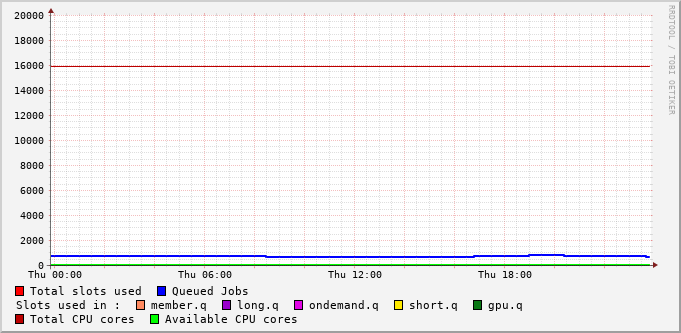 RRDTOOL / TOBI OETIKER
20000
18000
16000
14000
12000
10000
8000
6000
4000
2000
0
Thu 00:00 Thu 06:00 Thu 12:00 Thu 18:00
Total slots used Queued Jobs
Slots used in : member.q long.q ondemand.q short.q gpu.q
Total CPU cores Available CPU cores